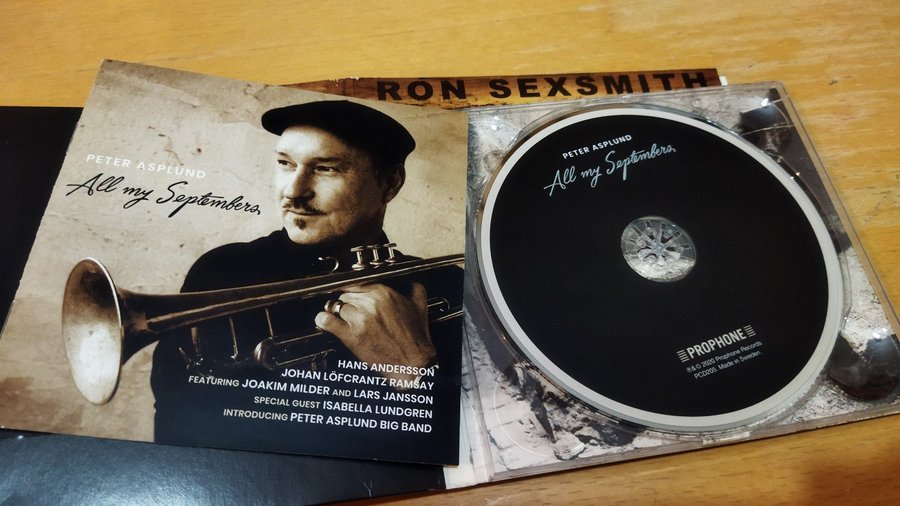 RON SEXSMITH
PETER ASPLUND
All my Septembers
HANS ANDERSSON
JOHAN LÖFCRANTZ RAMSAY
FEATURING JOAKIM MILDER AND LARS JANSSON
SPECIAL GUEST ISABELLA LUNDGREN
INTRODUCING PETER ASPLUND BIG BAND
PETER ASPLUND
All my Septembers
PROPHONE
℗&© 2020 Prophone Records
PCD205. Made in Sweden.